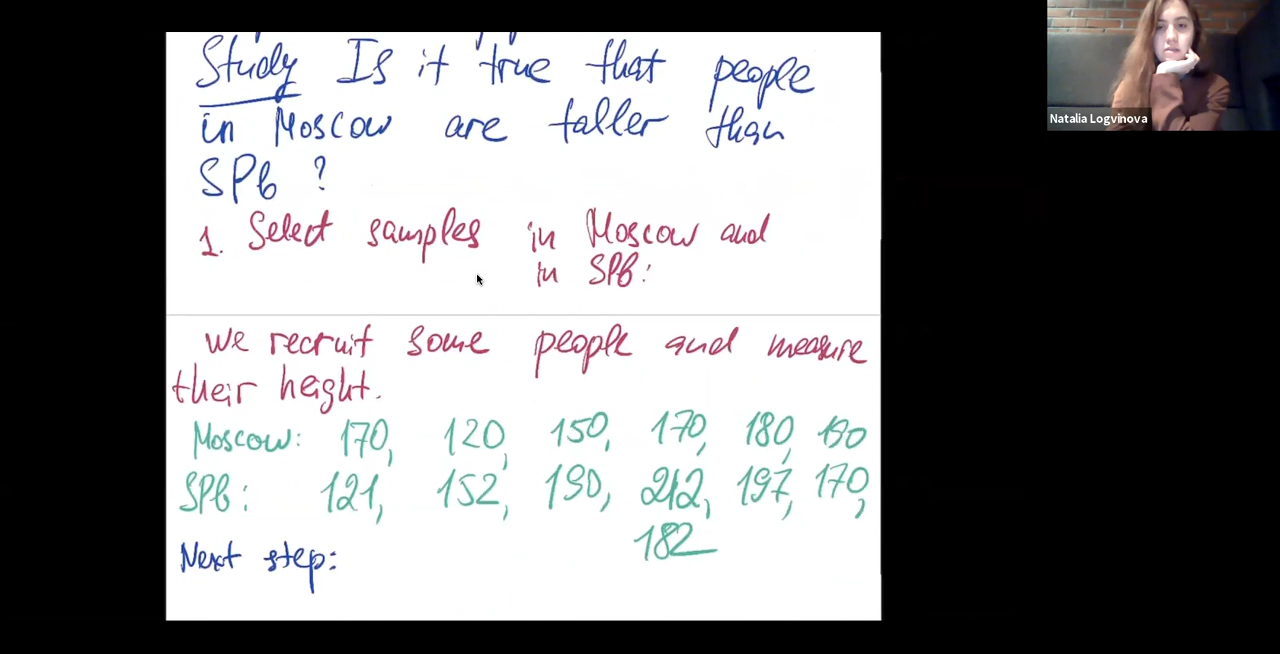 Study Is it true that people
in Moscow are taller than
SPb ?
1. Select samples in Moscow and
in SPb:
we recruit some people and measure
their height.
Moscow: 170, 120, 150, 170, 180, 190
SPb: 121, 152, 190, 212, 197, 170,
182
Next step:
Natalia Logvinova